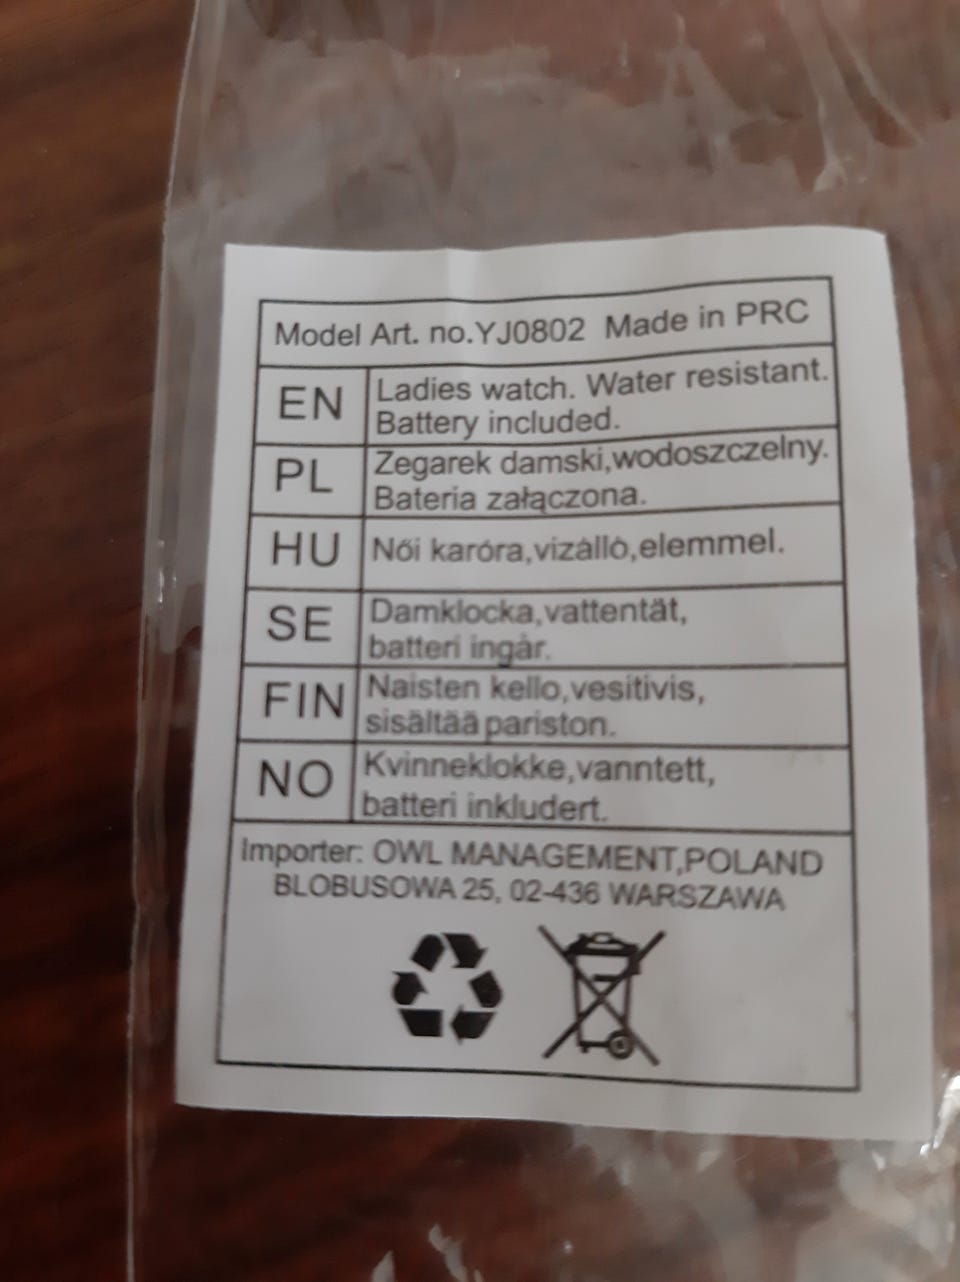 Model Art. no.YJ0802 Made in PRC
EN
Ladies watch. Water resistant.
Battery included.
PL
Zegarek damski,wodoszczelny.
Bateria załączona.
HU
Női karóra,vizálló,elemmel.
SE
Damklocka,vattentät,
batteri ingår.
FIN
Naisten kello,vesitivis,
sisältää pariston.
NO
Kvinneklokke,vanntett,
batteri inkludert.
Importer: OWL MANAGEMENT,POLAND
BLOBUSOWA 25, 02-436 WARSZAWA